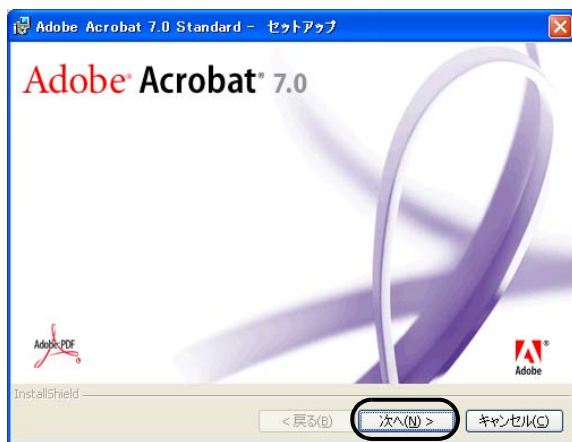 Adobe Acrobat 7.0 Standard - セットアップ
Adobe® Acrobat® 7.0
Adobe PDF
Adobe
InstallShield
< 戻る(B)
次へ(N) >
キャンセル(C)